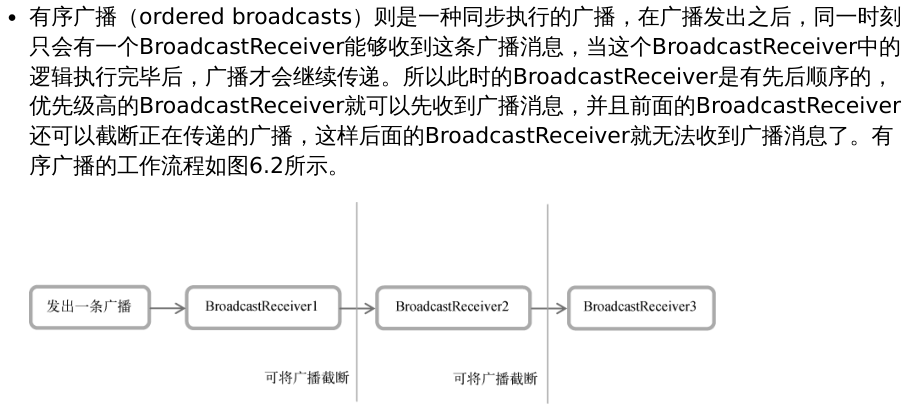 • 有序广播（ordered broadcasts）则是一种同步执行的广播，在广播发出之后，同一时刻
只会有一个BroadcastReceiver能够收到这条广播消息，当这个BroadcastReceiver中的
逻辑执行完毕后，广播才会继续传递。所以此时的BroadcastReceiver是有先后顺序的，
优先级高的BroadcastReceiver就可以先收到广播消息，并且前面的BroadcastReceiver
还可以截断正在传递的广播，这样后面的BroadcastReceiver就无法收到广播消息了。有
序广播的工作流程如图6.2所示。
发出一条广播
BroadcastReceiver1
BroadcastReceiver2
BroadcastReceiver3
可将广播截断
可将广播截断